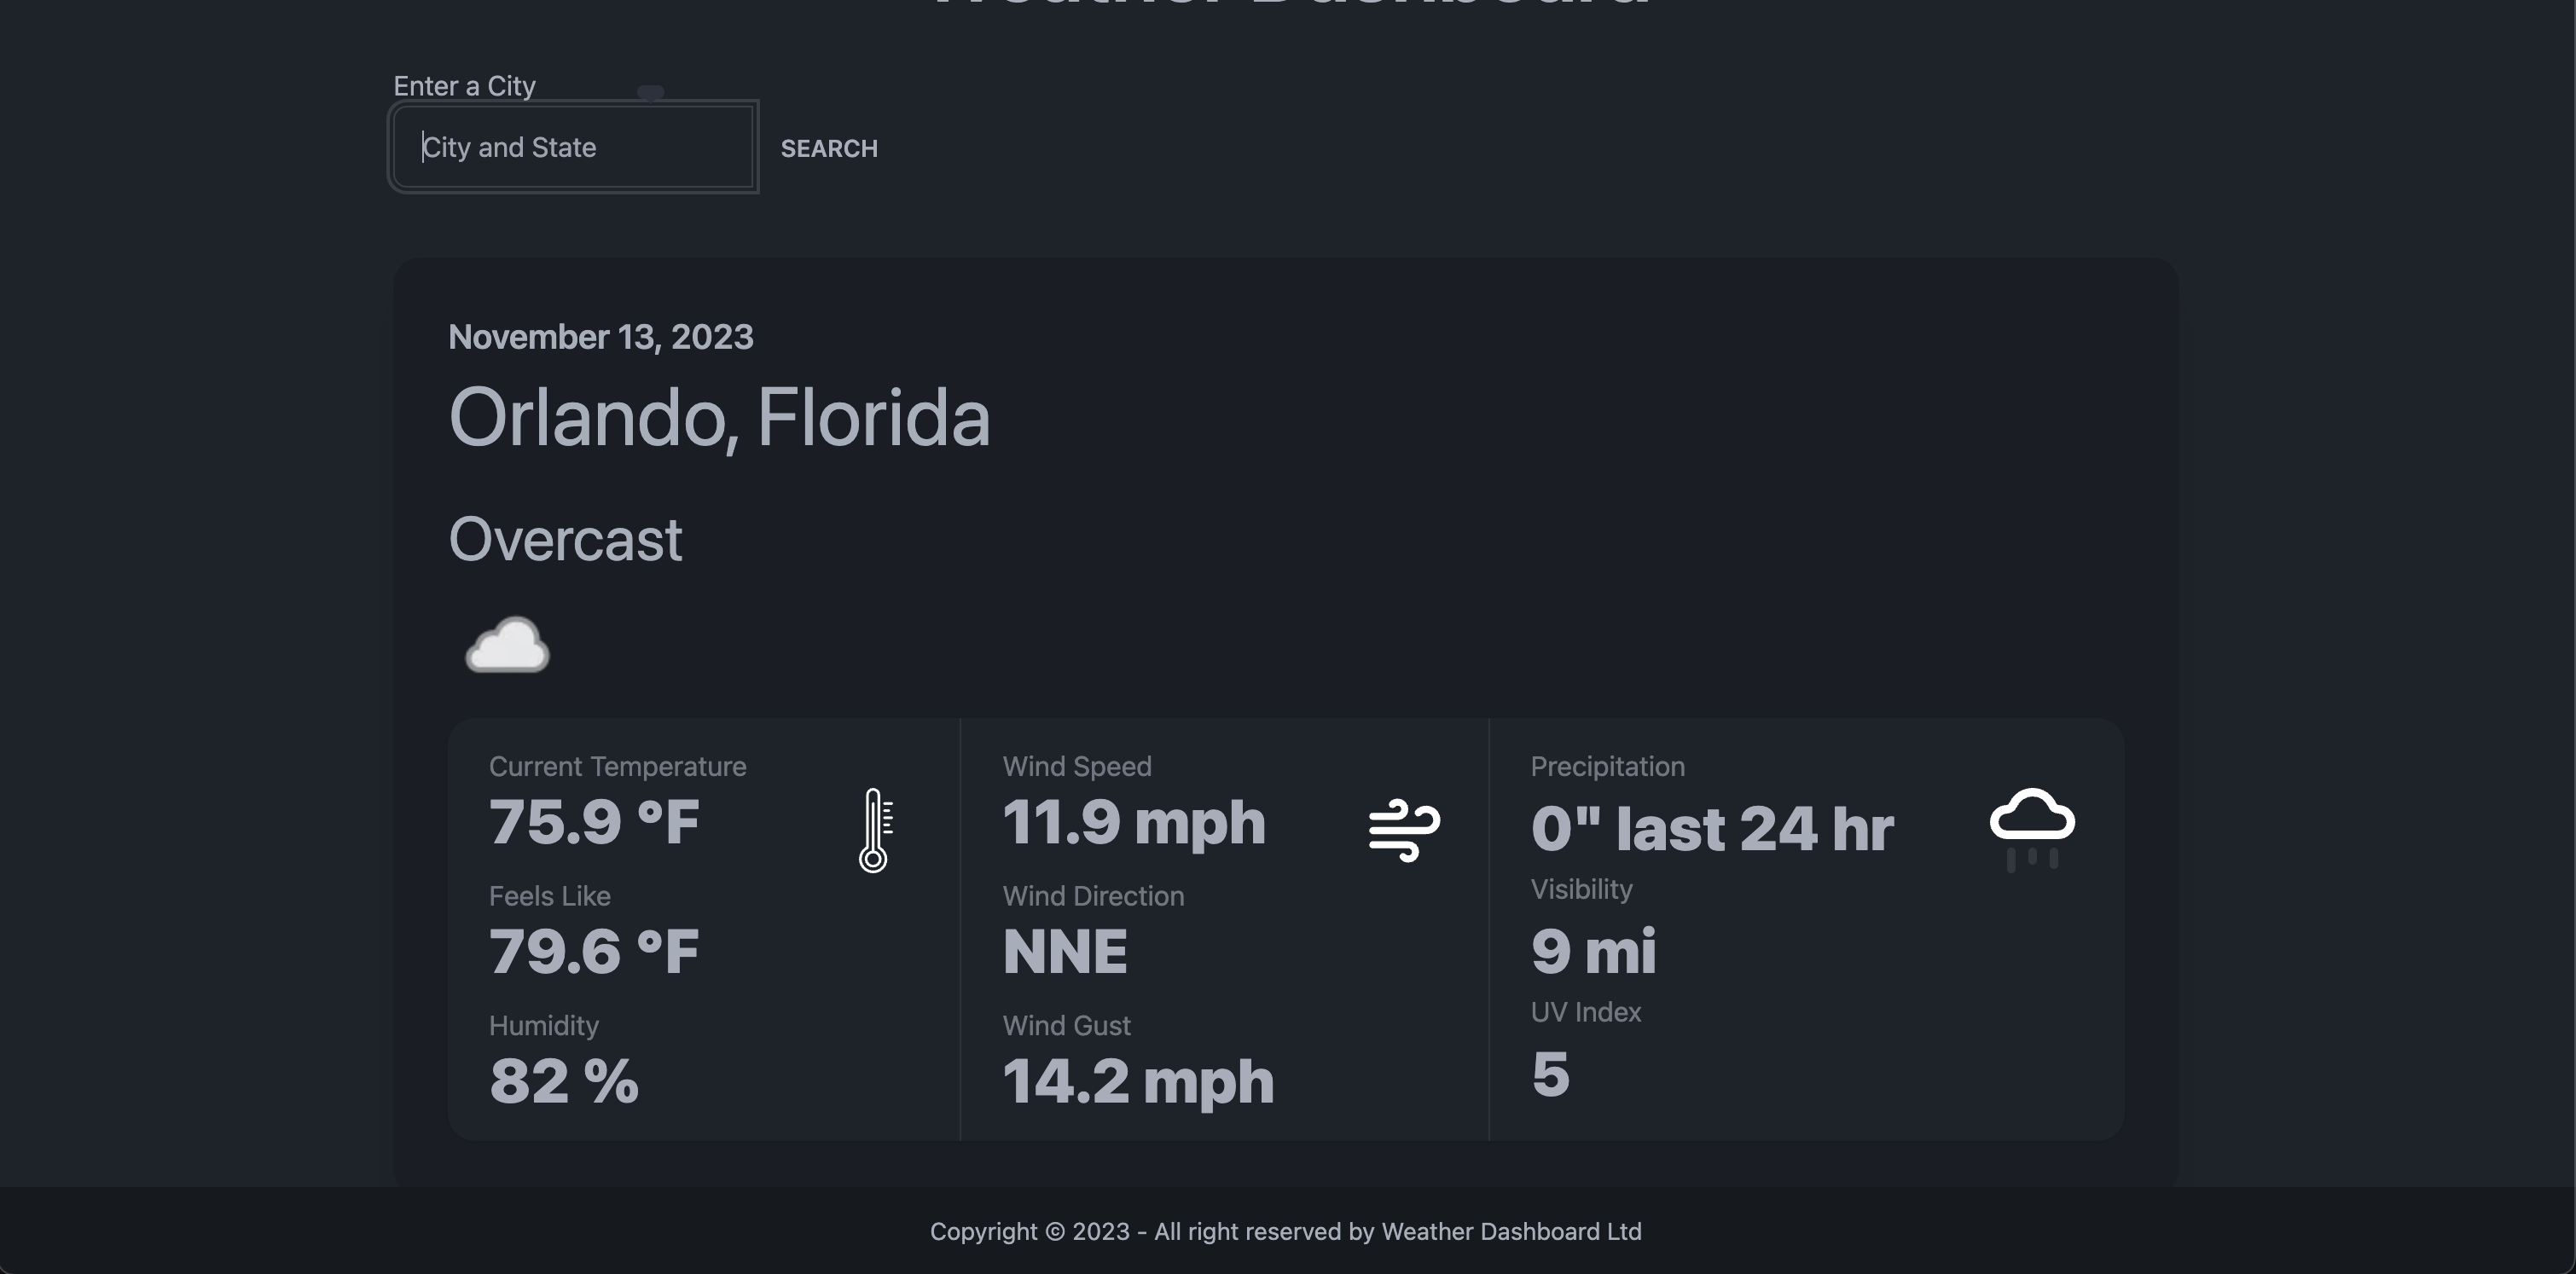 Weather Dashboard
Enter a City
City and State
SEARCH
November 13, 2023
Orlando, Florida
Overcast
Current Temperature
75.9 °F
Feels Like
79.6 °F
Humidity
82 %
Wind Speed
11.9 mph
Wind Direction
NNE
Wind Gust
14.2 mph
Precipitation
0" last 24 hr
Visibility
9 mi
UV Index
5
Copyright © 2023 - All right reserved by Weather Dashboard Ltd